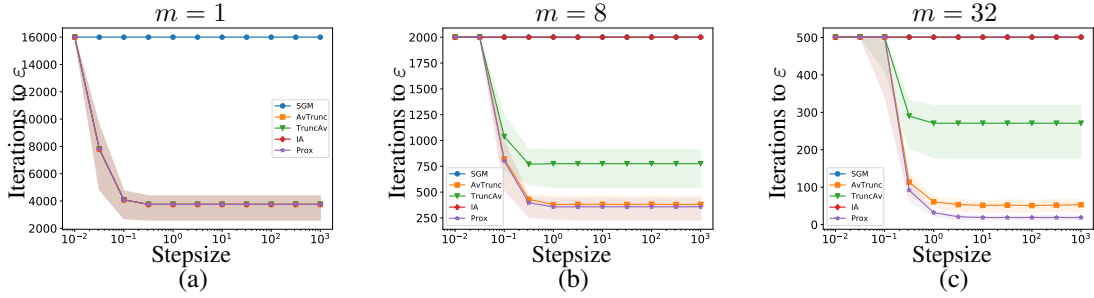 m = 1
Iterations to ε
16000
14000
12000
10000
8000
6000
4000
2000
SGM
AvTrunc
TruncAv
IA
Prox
10⁻² 10⁻¹ 10⁰ 10¹ 10² 10³
Stepsize
(a)
m = 8
Iterations to ε
2000
1750
1500
1250
1000
750
500
250
SGM
AvTrunc
TruncAv
IA
Prox
10⁻² 10⁻¹ 10⁰ 10¹ 10² 10³
Stepsize
(b)
m = 32
Iterations to ε
500
400
300
200
100
0
SGM
AvTrunc
TruncAv
IA
Prox
10⁻² 10⁻¹ 10⁰ 10¹ 10² 10³
Stepsize
(c)